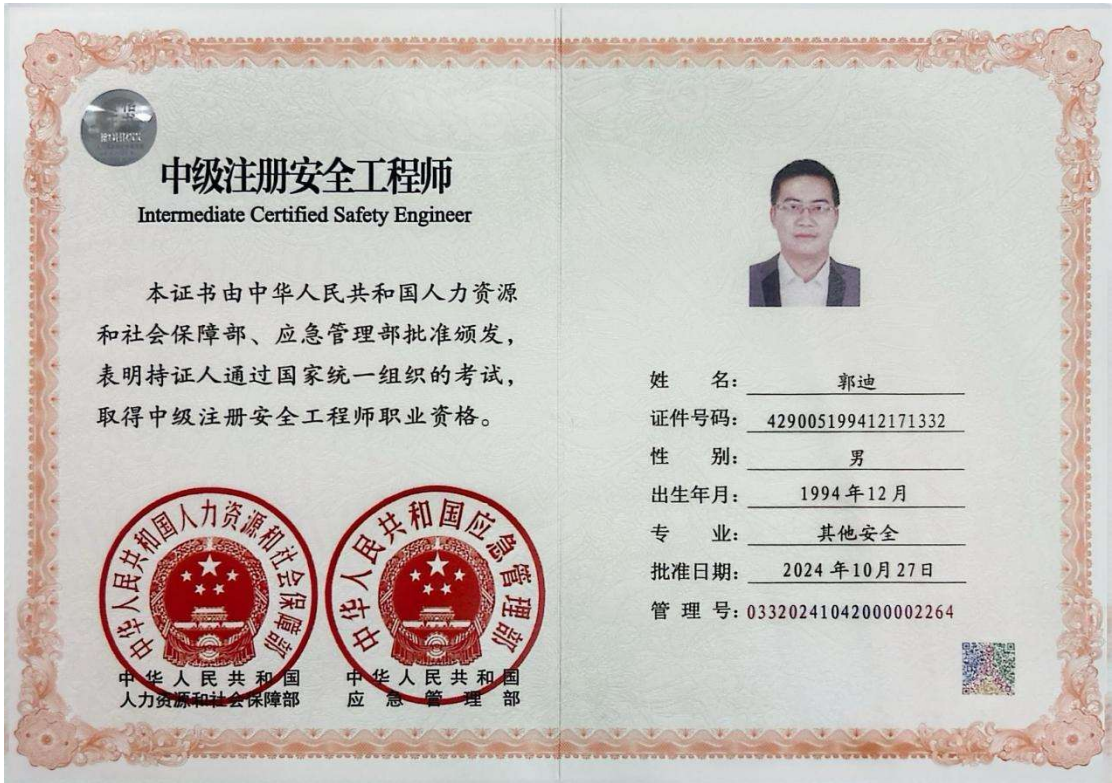 中级注册安全工程师
Intermediate Certified Safety Engineer
本证书由中华人民共和国人力资源
和社会保障部、应急管理部批准颁发，
表明持证人通过国家统一组织的考试，
取得中级注册安全工程师职业资格。
中华人民共和国人力资源和社会保障部
中华人民共和国应急管理部
中华人民共和国
人力资源和社会保障部
中华人民共和国
应急管理部
姓 名：郭迪
证件号码：429005199412171332
性 别：男
出生年月：1994年12月
专 业：其他安全
批准日期：2024年10月27日
管 理 号：03320241042000002264